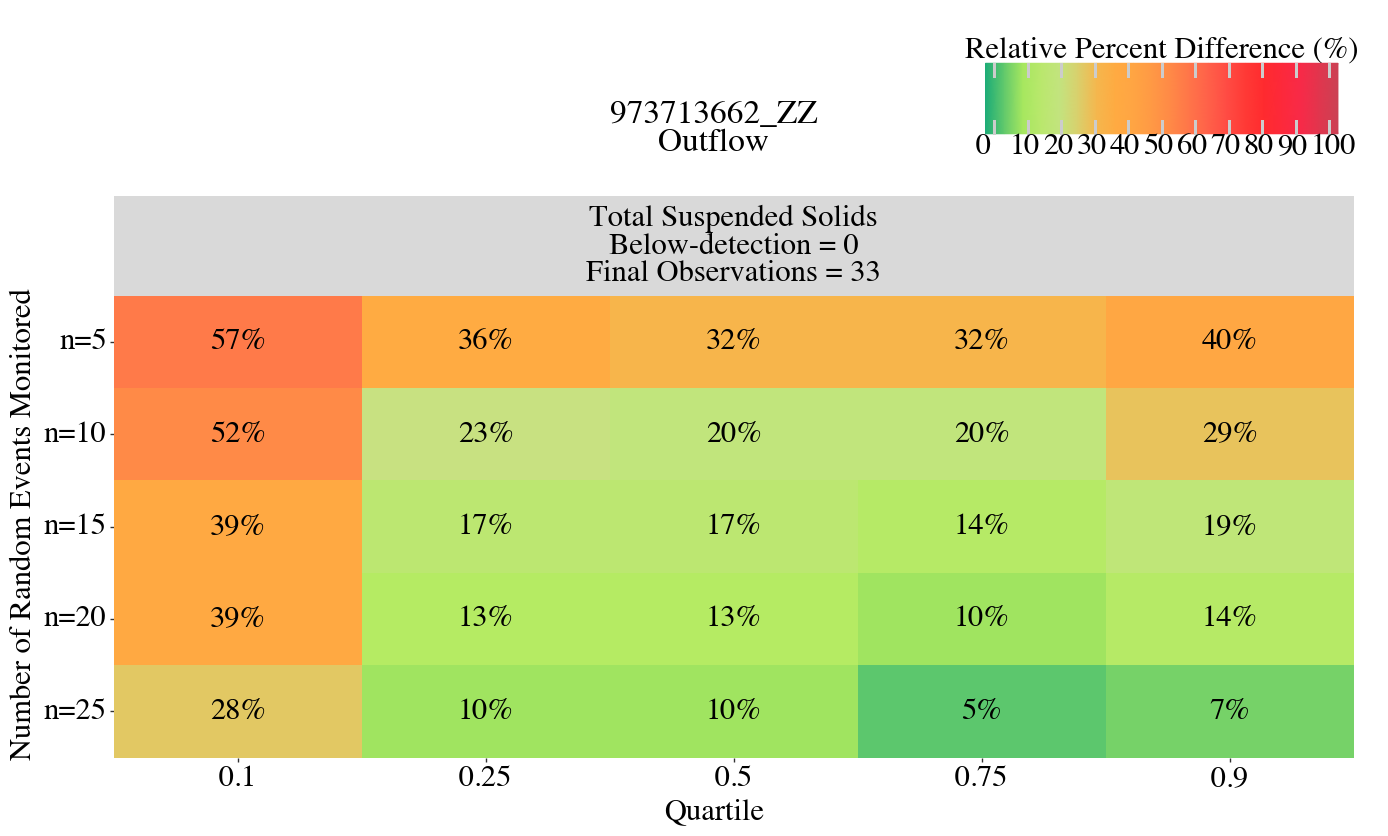 Relative Percent Difference (%)
0 10 20 30 40 50 60 70 80 90 100
973713662_ZZ
Outflow
Total Suspended Solids
Below-detection = 0
Final Observations = 33
Number of Random Events Monitored
n=5 57% 36% 32% 32% 40%
n=10 52% 23% 20% 20% 29%
n=15 39% 17% 17% 14% 19%
n=20 39% 13% 13% 10% 14%
n=25 28% 10% 10% 5% 7%
0.1 0.25 0.5 0.75 0.9
Quartile